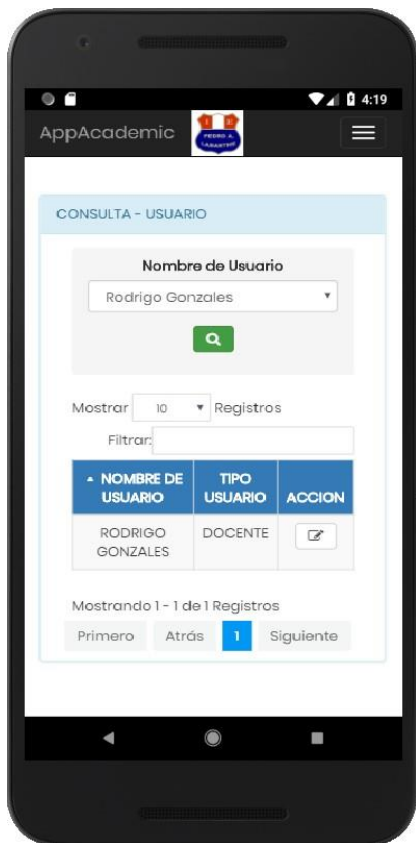 4:19
AppAcademic
PEDRO A.
CONSULTA - USUARIO
Nombre de Usuario
Rodrigo Gonzales
Mostrar 10 Registros
Filtrar:
NOMBRE DE USUARIO TIPO USUARIO ACCION
RODRIGO GONZALES DOCENTE
Mostrando 1 - 1 de 1 Registros
Primero Atrás 1 Siguiente